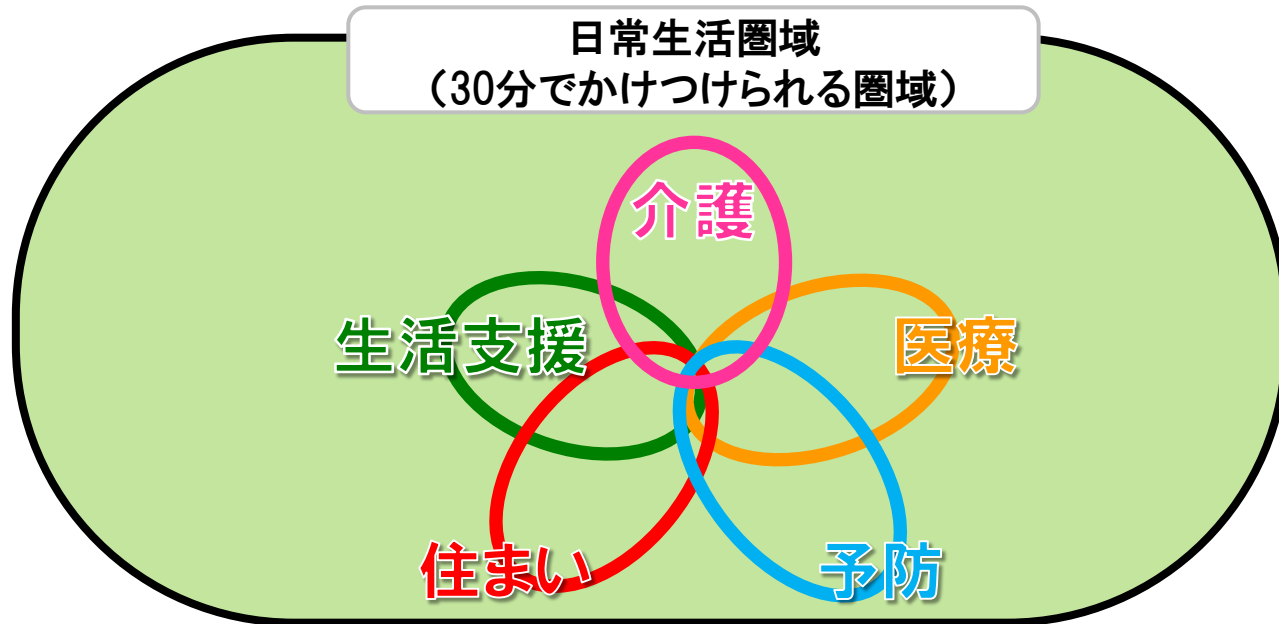 日常生活圏域
（30分でかけつけられる圏域）
介護
生活支援
医療
住まい
予防